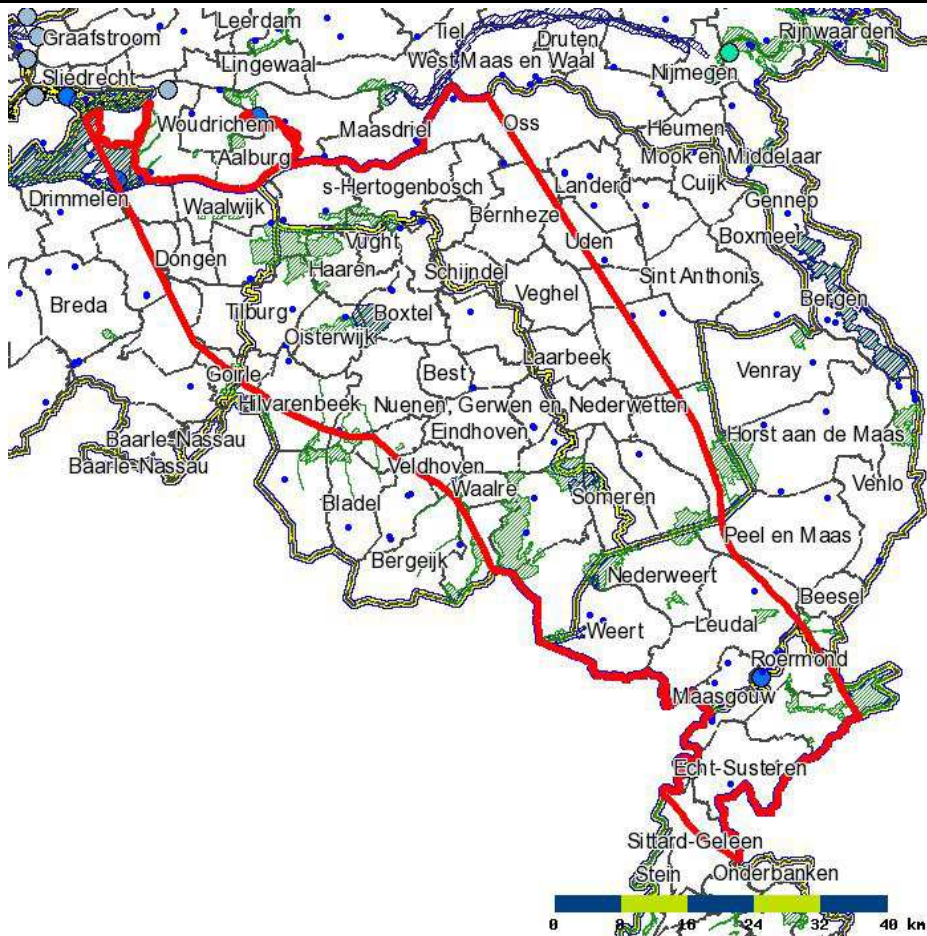 Leerdam
Graafstroom
Tiel
Druten
Rijnwaarden
Lingewaal
West Maas en Waal
Sliedrecht
Nijmegen
Woudrichem
Maasdriel
Oss
Heumen
Aalburg
Mook en Middelaar
Drimmelen
s-Hertogenbosch
Landerd
Cuijk
Waalwijk
Gennep
Bernheze
Vught
Uden
Boxmeer
Dongen
Haaren
Schijndel
Sint Anthonis
Breda
Tilburg
Boxtel
Veghel
Bergen
Oisterwijk
Laarbeek
Goirle
Best
Venray
Hilvarenbeek
Nuenen, Gerwen en Nederwetten
Baarle-Nassau
Eindhoven
Horst aan de Maas
Baarle-Nassau
Veldhoven
Venlo
Bladel
Waalre
Someren
Peel en Maas
Bergeijk
Nederweert
Beesel
Weert
Leudal
Roermond
Maasgouw
Echt-Susteren
Sittard-Geleen
Stein
Onderbanken
0 8 16 24 32 40 km